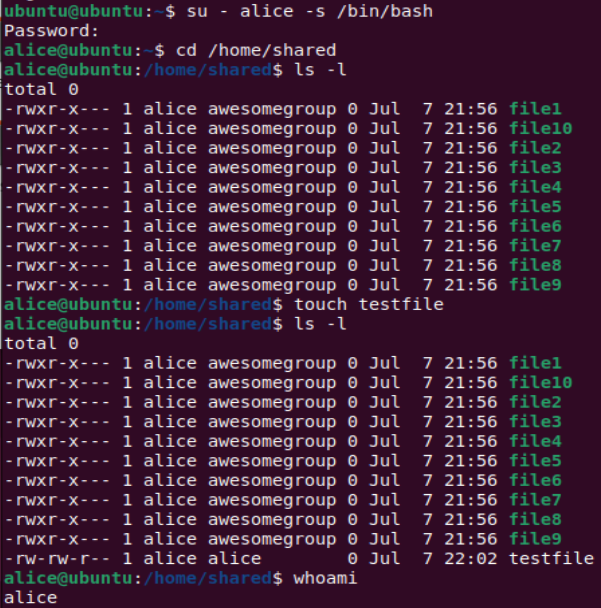 ubuntu@ubuntu:~$ su - alice -s /bin/bash
Password:
alice@ubuntu:~$ cd /home/shared
alice@ubuntu:/home/shared$ ls -l
total 0
-rwxr-x--- 1 alice awesomegroup 0 Jul  7 21:56 file1
-rwxr-x--- 1 alice awesomegroup 0 Jul  7 21:56 file10
-rwxr-x--- 1 alice awesomegroup 0 Jul  7 21:56 file2
-rwxr-x--- 1 alice awesomegroup 0 Jul  7 21:56 file3
-rwxr-x--- 1 alice awesomegroup 0 Jul  7 21:56 file4
-rwxr-x--- 1 alice awesomegroup 0 Jul  7 21:56 file5
-rwxr-x--- 1 alice awesomegroup 0 Jul  7 21:56 file6
-rwxr-x--- 1 alice awesomegroup 0 Jul  7 21:56 file7
-rwxr-x--- 1 alice awesomegroup 0 Jul  7 21:56 file8
-rwxr-x--- 1 alice awesomegroup 0 Jul  7 21:56 file9
alice@ubuntu:/home/shared$ touch testfile
alice@ubuntu:/home/shared$ ls -l
total 0
-rwxr-x--- 1 alice awesomegroup 0 Jul  7 21:56 file1
-rwxr-x--- 1 alice awesomegroup 0 Jul  7 21:56 file10
-rwxr-x--- 1 alice awesomegroup 0 Jul  7 21:56 file2
-rwxr-x--- 1 alice awesomegroup 0 Jul  7 21:56 file3
-rwxr-x--- 1 alice awesomegroup 0 Jul  7 21:56 file4
-rwxr-x--- 1 alice awesomegroup 0 Jul  7 21:56 file5
-rwxr-x--- 1 alice awesomegroup 0 Jul  7 21:56 file6
-rwxr-x--- 1 alice awesomegroup 0 Jul  7 21:56 file7
-rwxr-x--- 1 alice awesomegroup 0 Jul  7 21:56 file8
-rwxr-x--- 1 alice awesomegroup 0 Jul  7 21:56 file9
-rw-rw-r-- 1 alice alice        0 Jul  7 22:02 testfile
alice@ubuntu:/home/shared$ whoami
alice